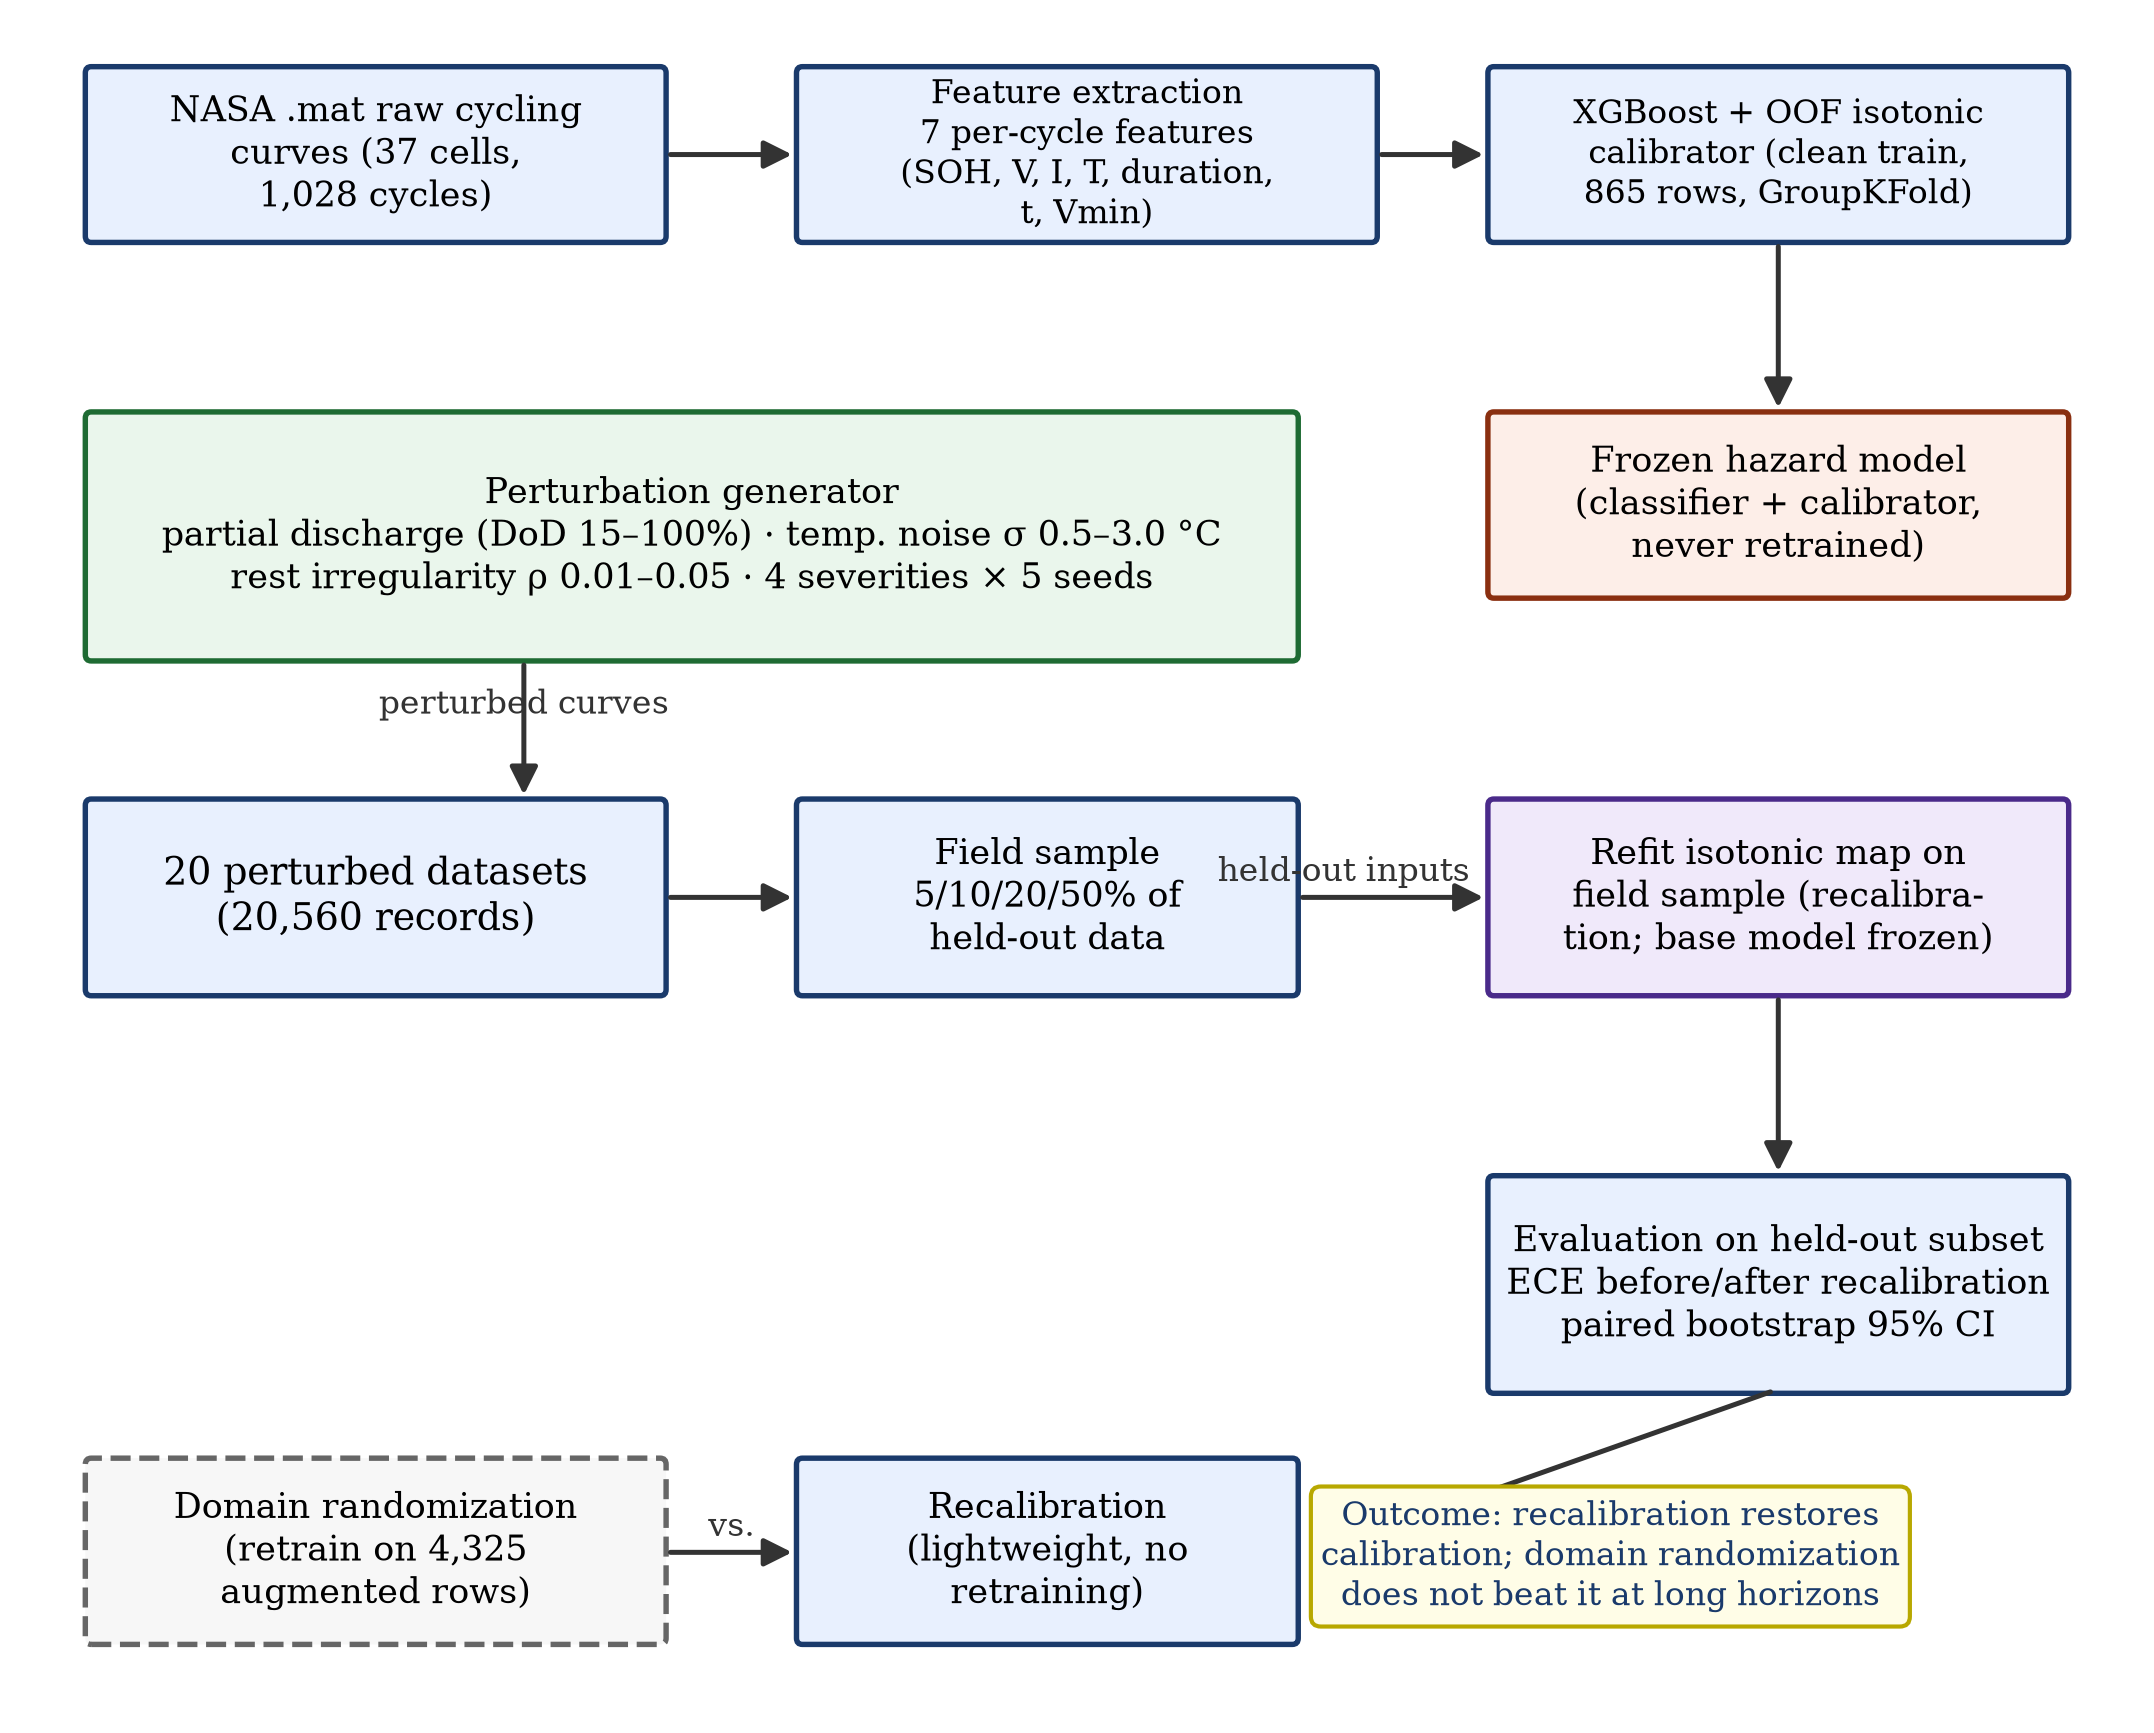 NASA .mat raw cycling
curves (37 cells,
1,028 cycles)
Feature extraction
7 per-cycle features
(SOH, V, I, T, duration,
t, Vmin)
XGBoost + OOF isotonic
calibrator (clean train,
865 rows, GroupKFold)
Perturbation generator
partial discharge (DoD 15–100%) · temp. noise σ 0.5–3.0 °C
rest irregularity ρ 0.01–0.05 · 4 severities × 5 seeds
Frozen hazard model
(classifier + calibrator,
never retrained)
perturbed curves
20 perturbed datasets
(20,560 records)
Field sample
5/10/20/50% of
held-out data
held-out inputs
Refit isotonic map on
field sample (recalibra-
tion; base model frozen)
Evaluation on held-out subset
ECE before/after recalibration
paired bootstrap 95% CI
Domain randomization
(retrain on 4,325
augmented rows)
vs.
Recalibration
(lightweight, no
retraining)
Outcome: recalibration restores
calibration; domain randomization
does not beat it at long horizons